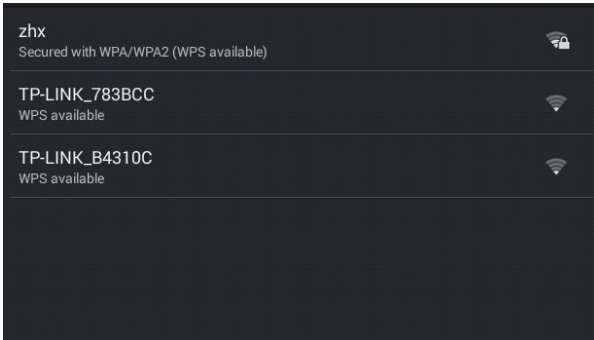 zhx
Secured with WPA/WPA2 (WPS available)
TP-LINK_783BCC
WPS available
TP-LINK_B4310C
WPS available